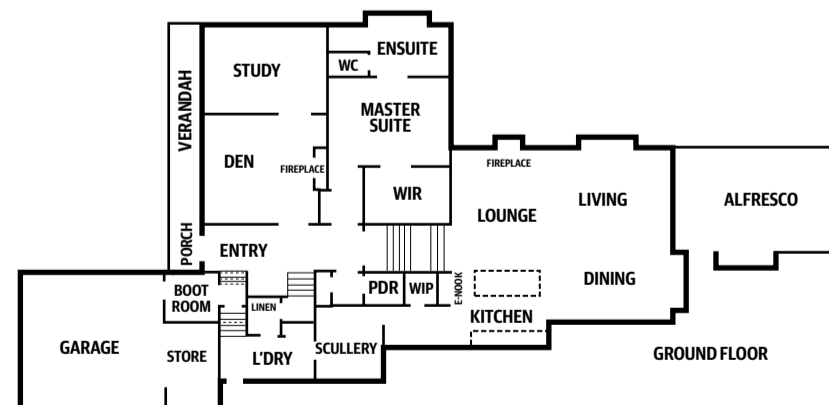 ENSUITE
WC
STUDY
VERANDAH
MASTER
SUITE
DEN
FIREPLACE
FIREPLACE
WIR
LIVING
ALFRESCO
LOUNGE
PORCH
ENTRY
DINING
BOOT
ROOM
PDR
WIP
E-NOOK
LINEN
KITCHEN
GARAGE
STORE
L'DRY
SCULLERY
GROUND FLOOR